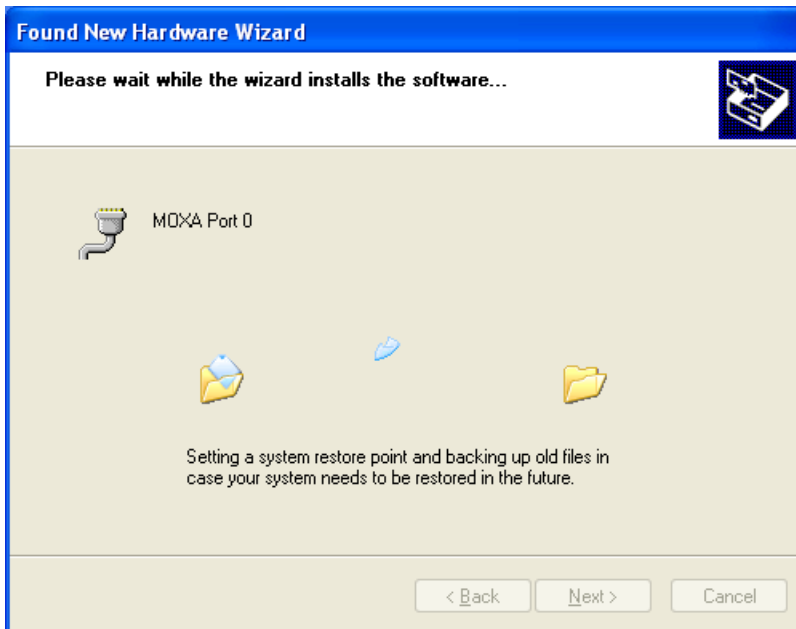 Found New Hardware Wizard
Please wait while the wizard installs the software...
MOXA Port 0
Setting a system restore point and backing up old files in
case your system needs to be restored in the future.
< Back
Next >
Cancel